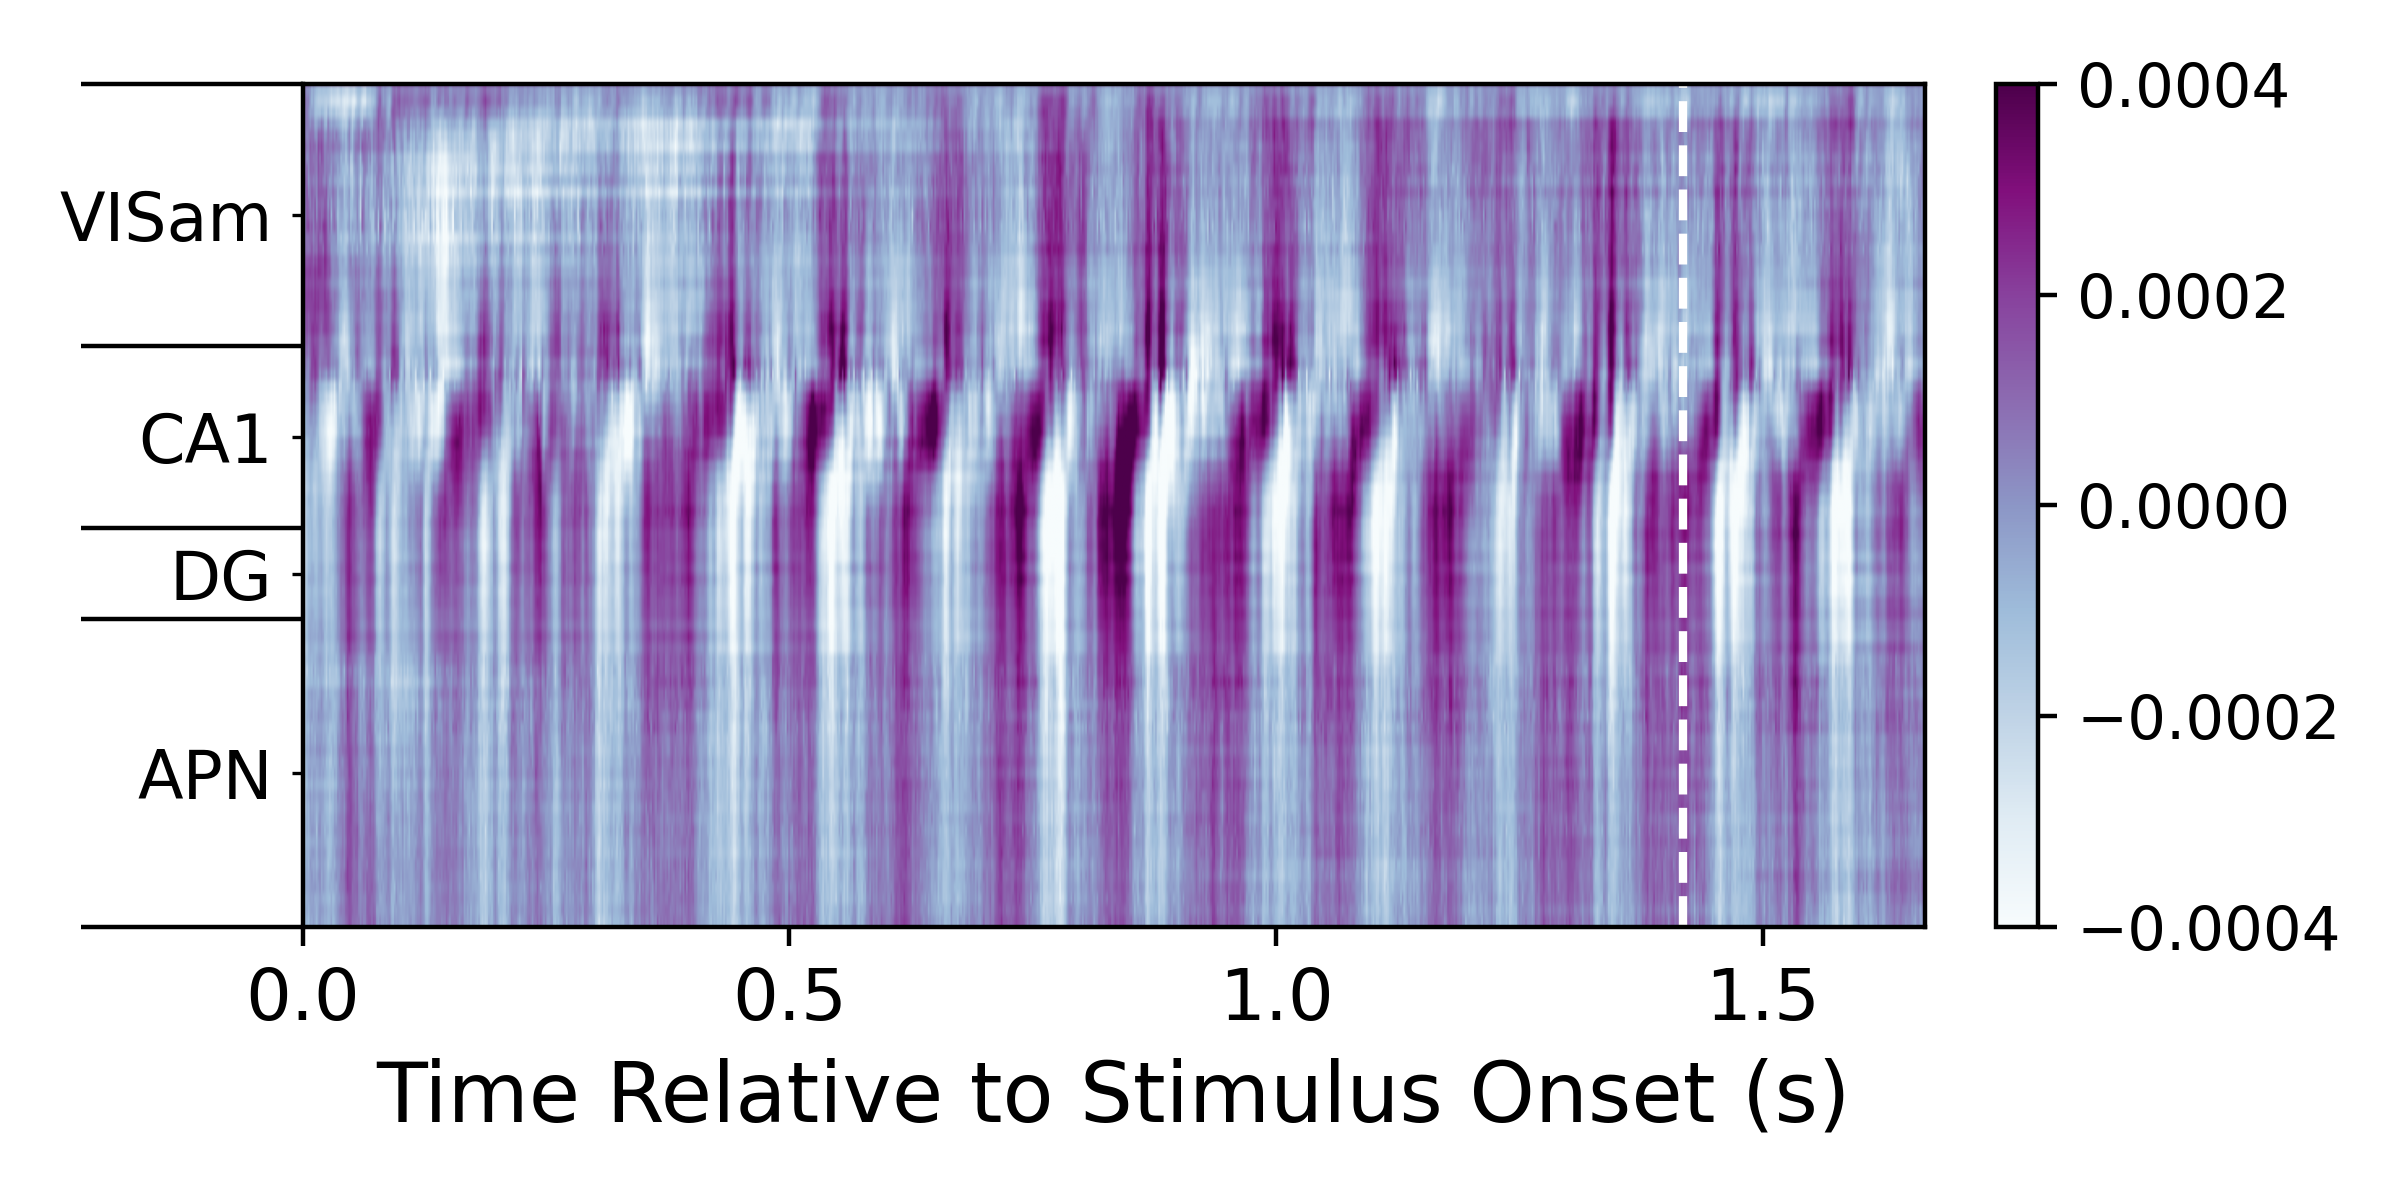 VISam
CA1
DG
APN
0.0 0.5 1.0 1.5
Time Relative to Stimulus Onset (s)
0.0004
0.0002
0.0000
−0.0002
−0.0004